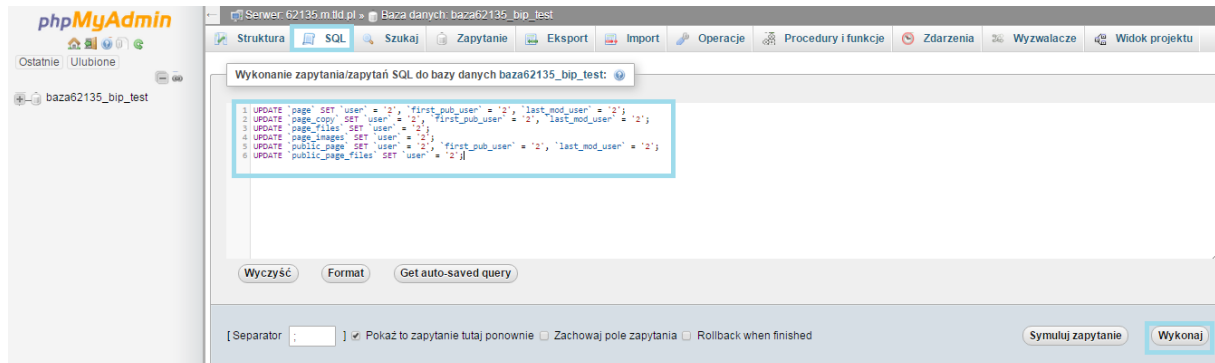 phpMyAdmin
Ostatnie Ulubione
baza62135_bip_test
Serwer: 62135.m.tld.pl » Baza danych: baza62135_bip_test
Struktura SQL Szukaj Zapytanie Eksport Import Operacje Procedury i funkcje Zdarzenia Wyzwalacze Widok projektu
Wykonanie zapytania/zapytań SQL do bazy danych baza62135_bip_test:
1 UPDATE `page` SET `user` = '2', `first_pub_user` = '2', `last_mod_user` = '2';
2 UPDATE `page_copy` SET `user` = '2', `first_pub_user` = '2', `last_mod_user` = '2';
3 UPDATE `page_files` SET `user` = '2';
4 UPDATE `page_images` SET `user` = '2';
5 UPDATE `public_page` SET `user` = '2', `first_pub_user` = '2', `last_mod_user` = '2';
6 UPDATE `public_page_files` SET `user` = '2';
Wyczyść Format Get auto-saved query
[ Separator ; ] Pokaż to zapytanie tutaj ponownie Zachowaj pole zapytania Rollback when finished Symuluj zapytanie Wykonaj